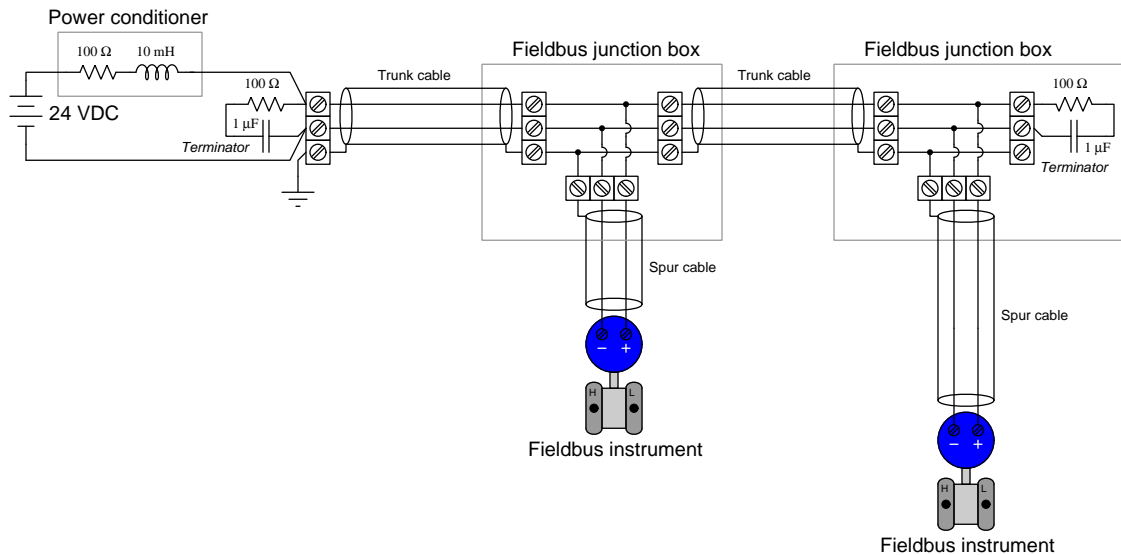 Power conditioner
100 Ω 10 mH
24 VDC
100 Ω
1 μF
Terminator
Trunk cable
Fieldbus junction box
Trunk cable
Fieldbus junction box
100 Ω
1 μF
Terminator
Spur cable
− +
H L
Fieldbus instrument
Spur cable
− +
H L
Fieldbus instrument